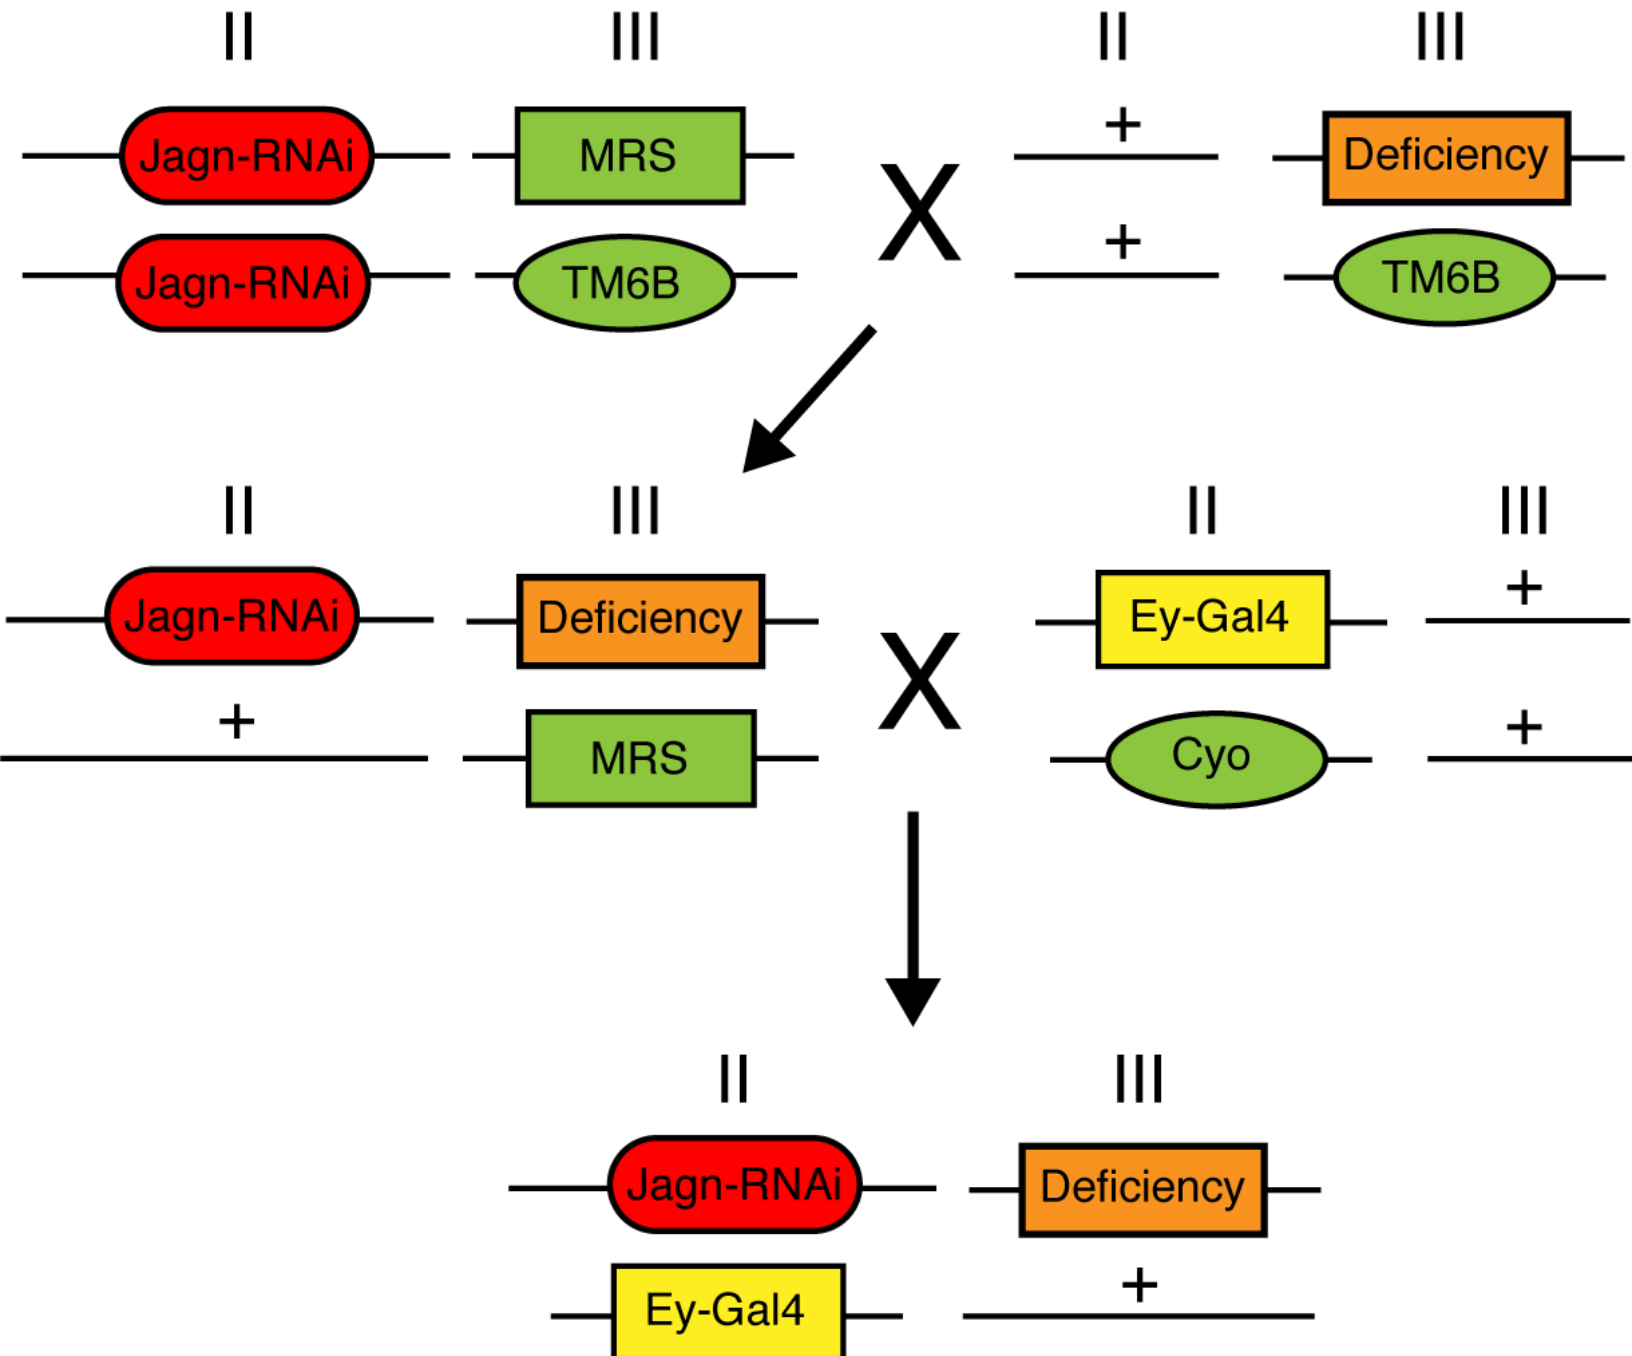 II III II III
Jagn-RNAi MRS + Deficiency
X
Jagn-RNAi TM6B + TM6B
II III II III
Jagn-RNAi Deficiency Ey-Gal4 +
X
+ MRS Cyo +
II III
Jagn-RNAi Deficiency
Ey-Gal4 +